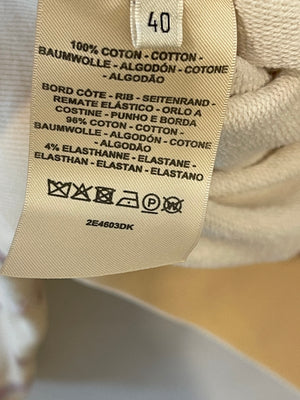 40
100% COTON - COTTON -
BAUMWOLLE - ALGODÓN - COTONE
- ALGODÃO
BORD CÔTE - RIB - SEITENRAND -
REMATE ELÁSTICO - ORLO A
COSTINE - PUNHO E BORDA
96% COTON - COTTON -
BAUMWOLLE - ALGODÓN - COTONE
- ALGODÃO
4% ELASTHANNE - ELASTANE -
ELASTHAN - ELASTAN - ELASTANO
P W
2E4603DK